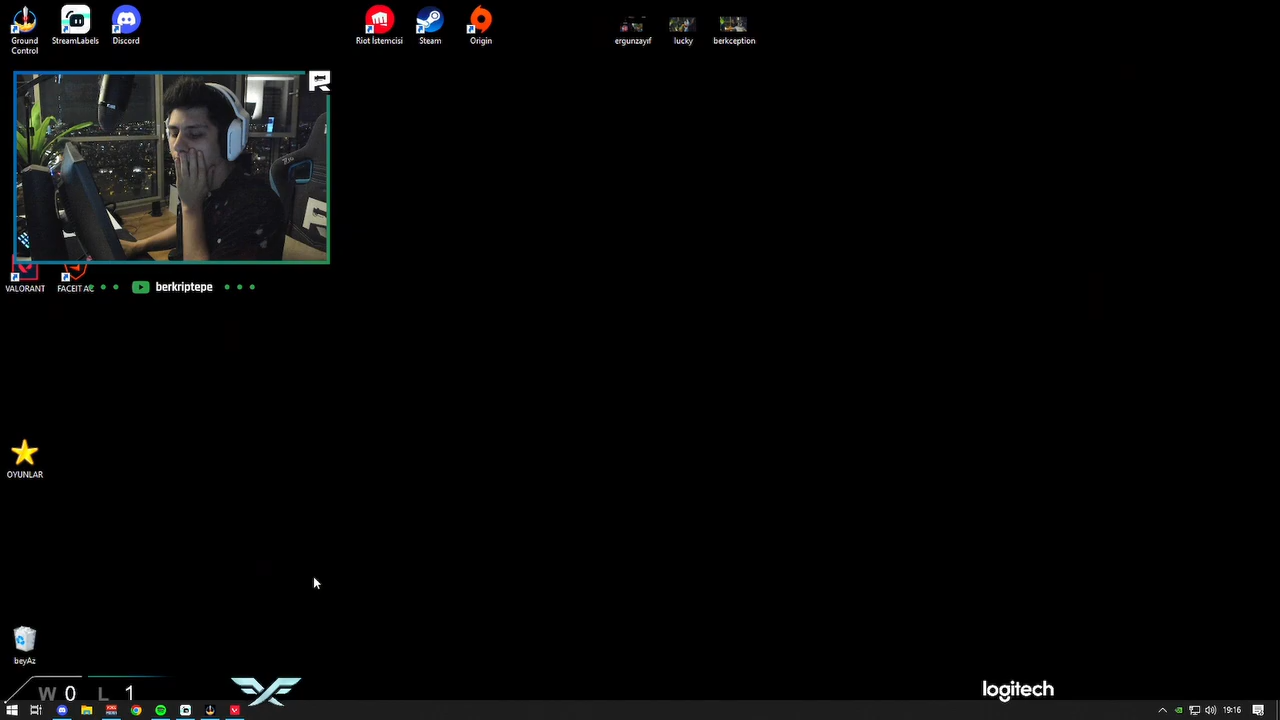 Ground Control
StreamLabels
Discord
Riot İstemcisi
Steam
Origin
ergunzayıf
lucky
berkception
VALORANT
FACEIT AC
berkriptepe
OYUNLAR
beyAz
W 0 L 1
logitech
19:16